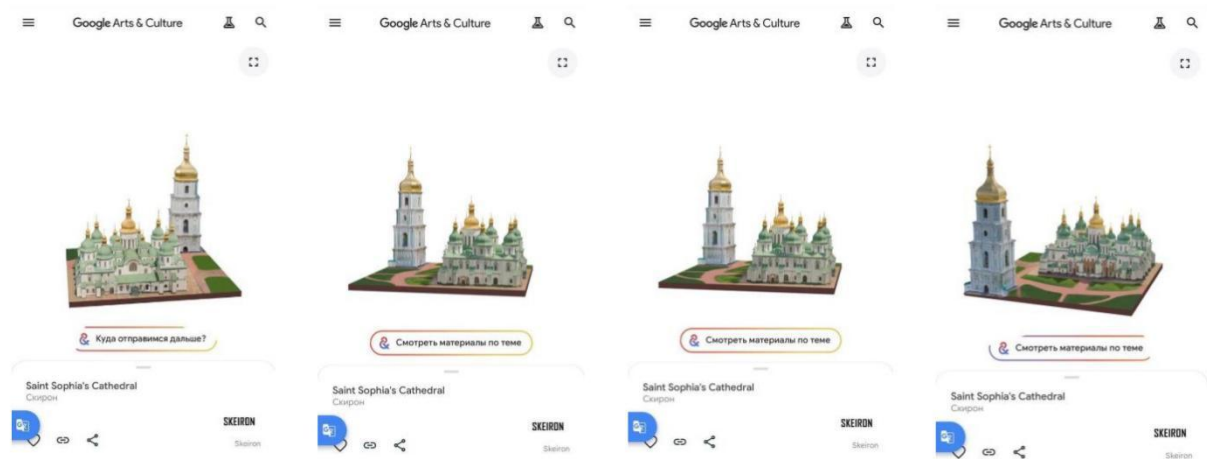 Google Arts & Culture
Куда отправимся дальше?
Saint Sophia's Cathedral
Скирон
SKEIRON
Skeiron
Google Arts & Culture
Смотреть материалы по теме
Saint Sophia's Cathedral
Скирон
SKEIRON
Skeiron
Google Arts & Culture
Смотреть материалы по теме
Saint Sophia's Cathedral
Скирон
SKEIRON
Skeiron
Google Arts & Culture
Смотреть материалы по теме
Saint Sophia's Cathedral
Скирон
SKEIRON
Skeiron